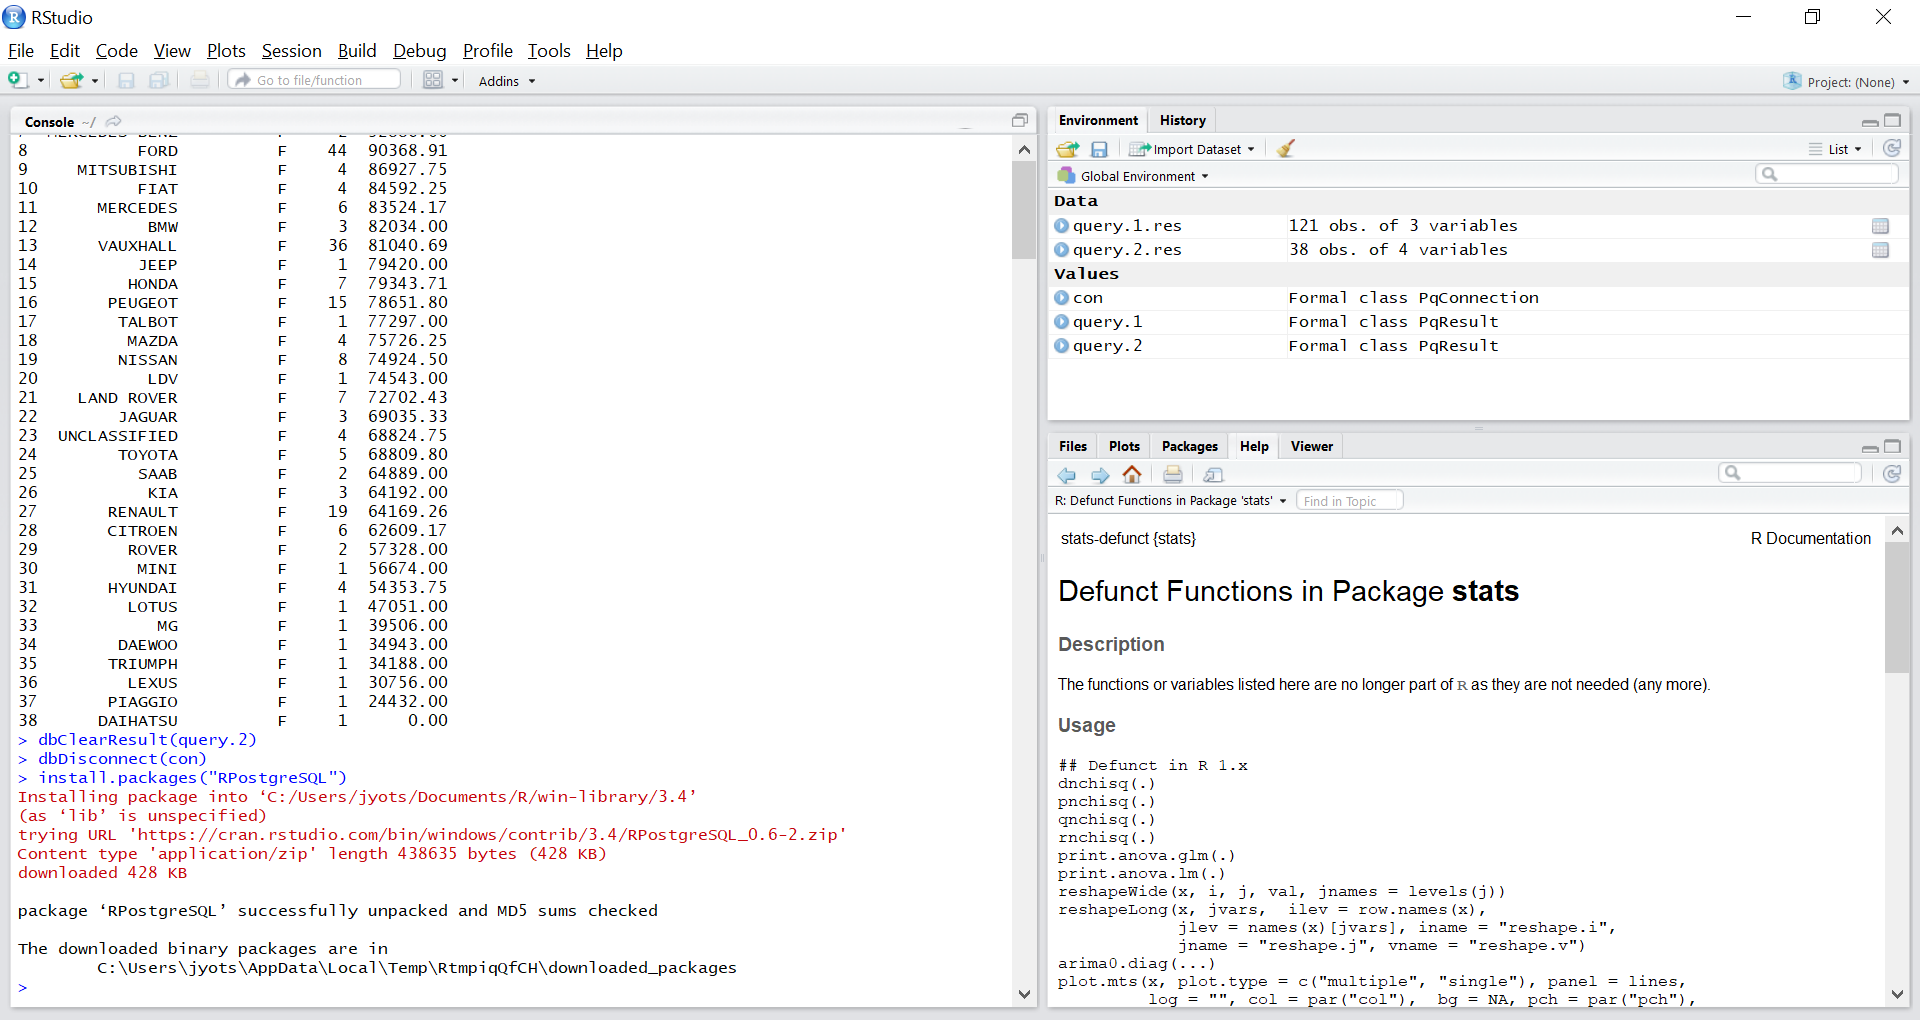 RStudio
File Edit Code View Plots Session Build Debug Profile Tools Help
Go to file/function Addins Project: (None)
Console ~/
8 FORD F 44 90368.91
9 MITSUBISHI F 4 86927.75
10 FIAT F 4 84592.25
11 MERCEDES F 6 83524.17
12 BMW F 3 82034.00
13 VAUXHALL F 36 81040.69
14 JEEP F 1 79420.00
15 HONDA F 7 79343.71
16 PEUGEOT F 15 78651.80
17 TALBOT F 1 77297.00
18 MAZDA F 4 75726.25
19 NISSAN F 8 74924.50
20 LDV F 1 74543.00
21 LAND ROVER F 7 72702.43
22 JAGUAR F 3 69035.33
23 UNCLASSIFIED F 4 68824.75
24 TOYOTA F 5 68809.80
25 SAAB F 2 64889.00
26 KIA F 3 64192.00
27 RENAULT F 19 64169.26
28 CITROEN F 6 62609.17
29 ROVER F 2 57328.00
30 MINI F 1 56674.00
31 HYUNDAI F 4 54353.75
32 LOTUS F 1 47051.00
33 MG F 1 39506.00
34 DAEWOO F 1 34943.00
35 TRIUMPH F 1 34188.00
36 LEXUS F 1 30756.00
37 PIAGGIO F 1 24432.00
38 DAIHATSU F 1 0.00
> dbClearResult(query.2)
> dbDisconnect(con)
> install.packages("RPostgreSQL")
Installing package into ‘C:/Users/jyots/Documents/R/win-library/3.4’
(as ‘lib’ is unspecified)
trying URL 'https://cran.rstudio.com/bin/windows/contrib/3.4/RPostgreSQL_0.6-2.zip'
Content type 'application/zip' length 438635 bytes (428 KB)
downloaded 428 KB
package ‘RPostgreSQL’ successfully unpacked and MD5 sums checked
The downloaded binary packages are in
C:\Users\jyots\AppData\Local\Temp\RtmpiqQfCH\downloaded_packages
>
Environment History
Import Dataset List
Global Environment
Data
query.1.res 121 obs. of 3 variables
query.2.res 38 obs. of 4 variables
Values
con Formal class PqConnection
query.1 Formal class PqResult
query.2 Formal class PqResult
Files Plots Packages Help Viewer
R: Defunct Functions in Package 'stats' Find in Topic
stats-defunct {stats} R Documentation
Defunct Functions in Package stats
Description
The functions or variables listed here are no longer part of R as they are not needed (any more).
Usage
## Defunct in R 1.x
dnchisq(.)
pnchisq(.)
qnchisq(.)
rnchisq(.)
print.anova.glm(.)
print.anova.lm(.)
reshapeWide(x, i, j, val, jnames = levels(j))
reshapeLong(x, jvars, ilev = row.names(x),
jlev = names(x)[jvars], iname = "reshape.i",
jname = "reshape.j", vname = "reshape.v")
arima0.diag(...)
plot.mts(x, plot.type = c("multiple", "single"), panel = lines,
log = "", col = par("col"), bg = NA, pch = par("pch"),